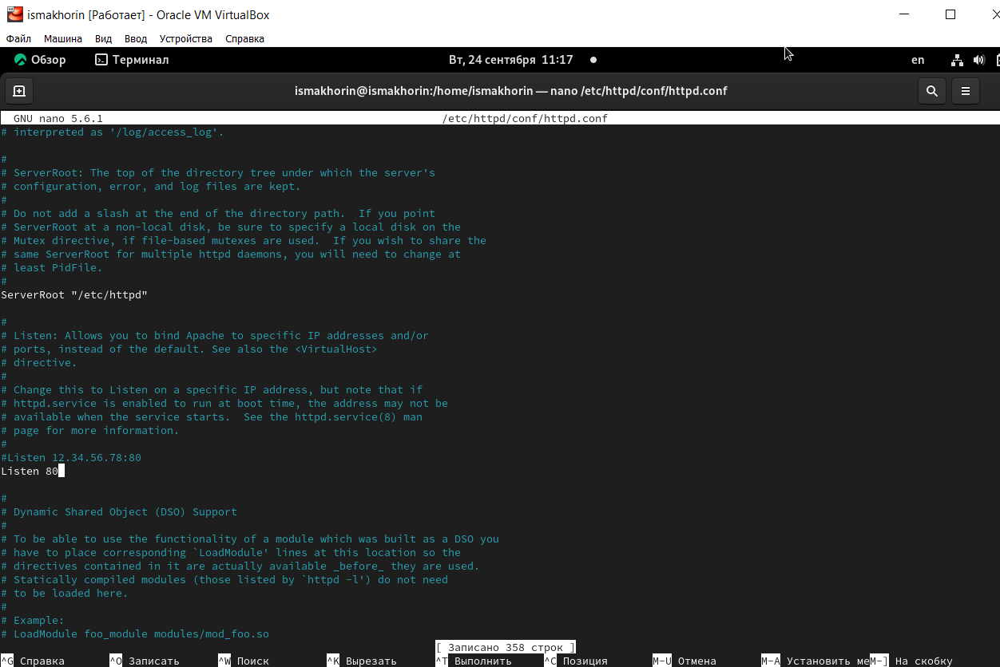 ismakhorin [Работает] - Oracle VM VirtualBox
Файл Машина Вид Ввод Устройства Справка
Обзор Терминал Вт, 24 сентября 11:17 en
ismakhorin@ismakhorin:/home/ismakhorin — nano /etc/httpd/conf/httpd.conf
GNU nano 5.6.1 /etc/httpd/conf/httpd.conf
# interpreted as '/log/access_log'.
#
# ServerRoot: The top of the directory tree under which the server's
# configuration, error, and log files are kept.
#
# Do not add a slash at the end of the directory path.  If you point
# ServerRoot at a non-local disk, be sure to specify a local disk on the
# Mutex directive, if file-based mutexes are used.  If you wish to share the
# same ServerRoot for multiple httpd daemons, you will need to change at
# least PidFile.
#
ServerRoot "/etc/httpd"
#
# Listen: Allows you to bind Apache to specific IP addresses and/or
# ports, instead of the default. See also the <VirtualHost>
# directive.
#
# Change this to Listen on a specific IP address, but note that if
# httpd.service is enabled to run at boot time, the address may not be
# available when the service starts.  See the httpd.service(8) man
# page for more information.
#
#Listen 12.34.56.78:80
Listen 80
#
# Dynamic Shared Object (DSO) Support
#
# To be able to use the functionality of a module which was built as a DSO you
# have to place corresponding `LoadModule' lines at this location so the
# directives contained in it are actually available _before_ they are used.
# Statically compiled modules (those listed by `httpd -l') do not need
# to be loaded here.
#
# Example:
# LoadModule foo_module modules/mod_foo.so
[ Записано 358 строк ]
^G Справка ^O Записать ^W Поиск ^K Вырезать ^T Выполнить ^C Позиция M-U Отмена M-A Установить ме M-] На скобку